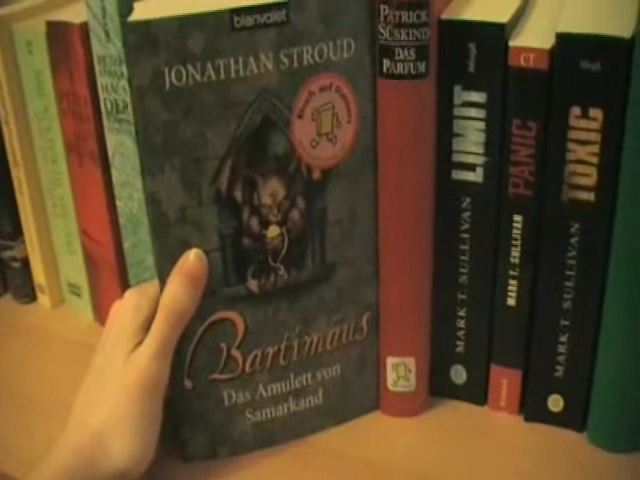 blanvalet
JONATHAN STROUD
Bartimäus
Das Amulett von
Samarkand
PATRICK
SÜSKIND
DAS
PARFUM
LIMIT
MARK T. SULLIVAN
CT
PANIC
MARK T. SULLIVAN
TOXIC
MARK T. SULLIVAN